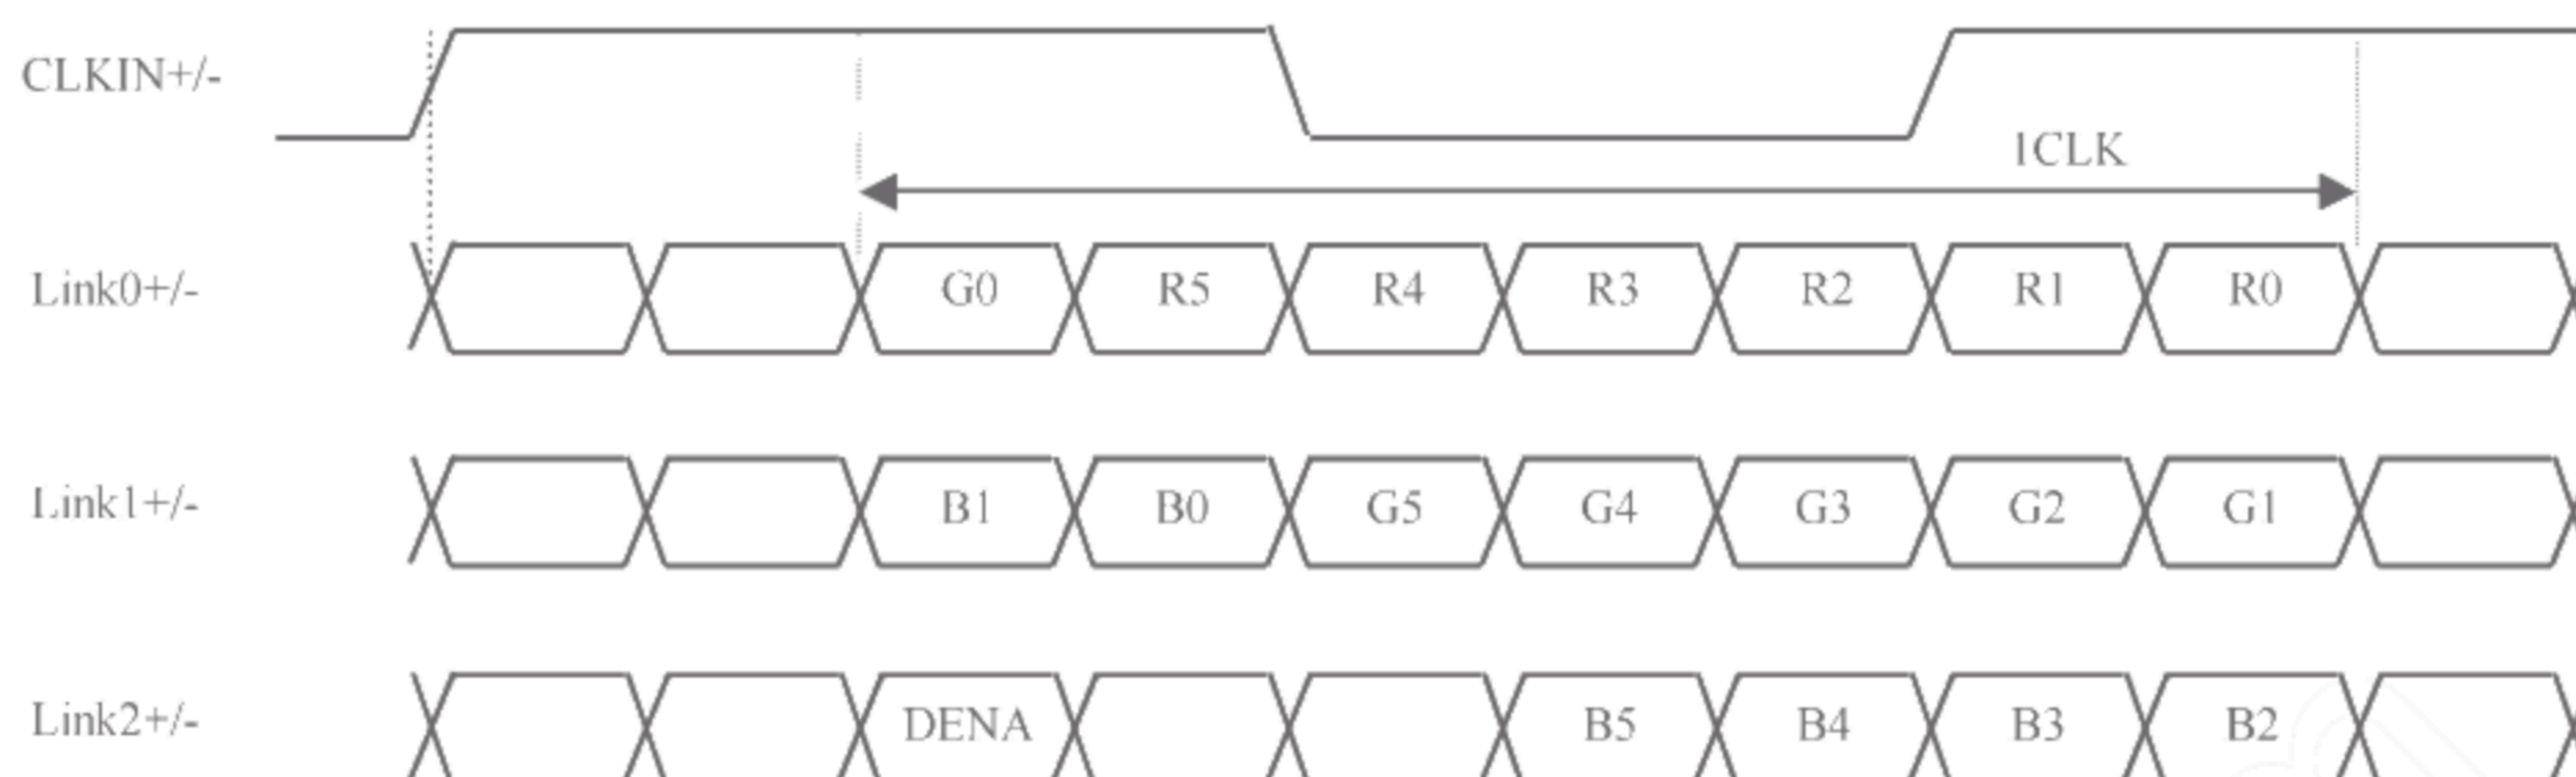 CLKIN+/-
1CLK
Link0+/- G0 R5 R4 R3 R2 R1 R0
Link1+/- B1 B0 G5 G4 G3 G2 G1
Link2+/- DENA B5 B4 B3 B2